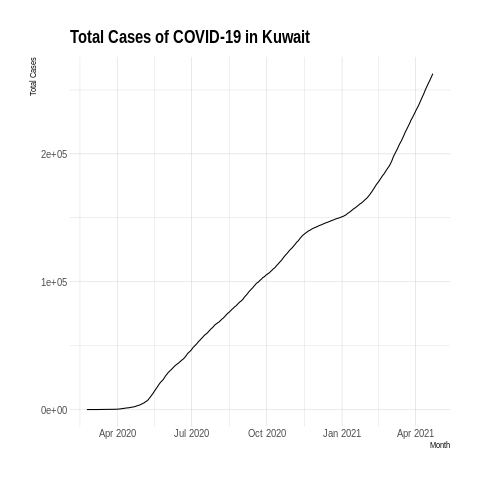 Total Cases of COVID-19 in Kuwait
Total Cases
2e+05
1e+05
0e+00
Apr 2020 Jul 2020 Oct 2020 Jan 2021 Apr 2021
Month